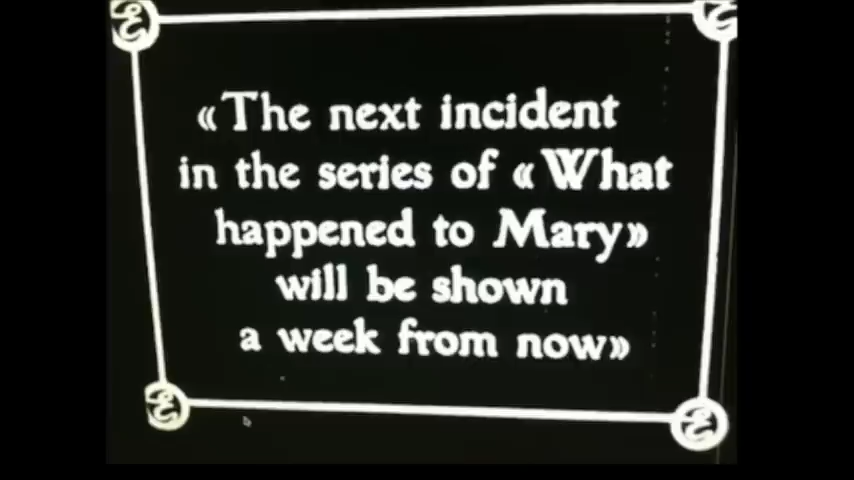 «The next incident
in the series of «What
happened to Mary»
will be shown
a week from now»